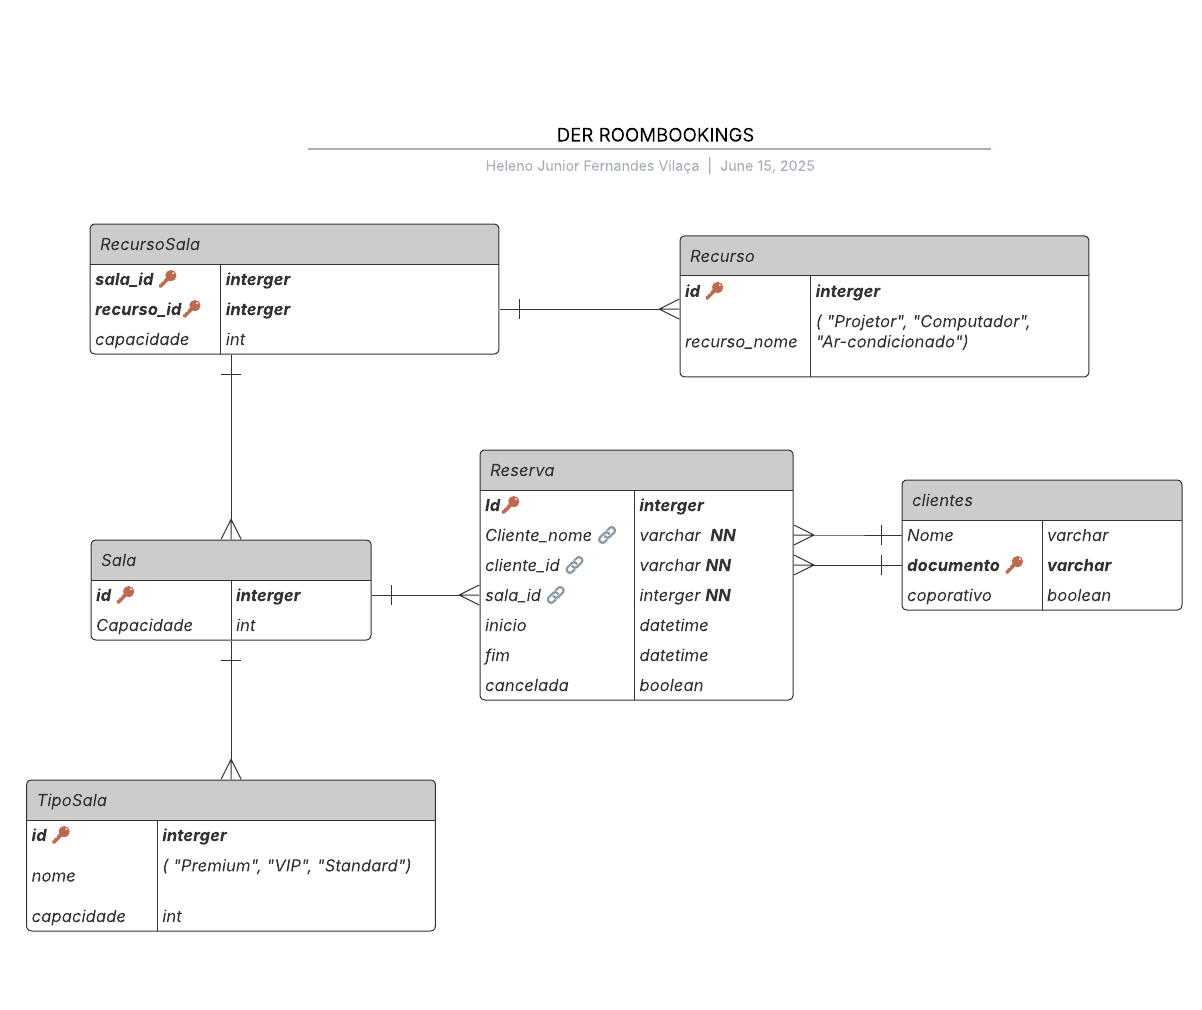 DER ROOMBOOKINGS
Heleno Junior Fernandes Vilaça | June 15, 2025
RecursoSala
sala_id interger
recurso_id interger
capacidade int
Recurso
id interger
( "Projetor", "Computador",
recurso_nome "Ar-condicionado")
Reserva
Id interger
Cliente_nome varchar NN
cliente_id varchar NN
sala_id interger NN
inicio datetime
fim datetime
cancelada boolean
clientes
Nome varchar
documento varchar
coporativo boolean
Sala
id interger
Capacidade int
TipoSala
id interger
nome ( "Premium", "VIP", "Standard")
capacidade int